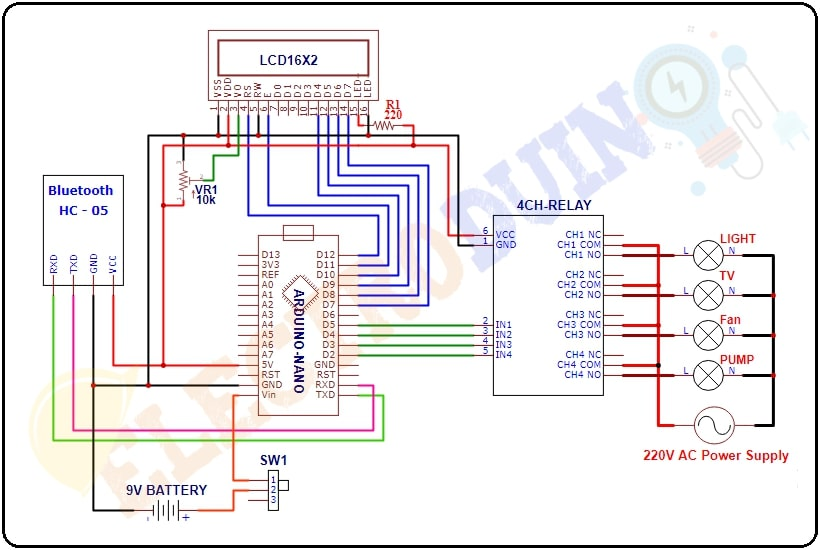 LCD16X2
VSS
VDD
VO
RS
RW
E
D0
D1
D2
D3
D4
D5
D6
D7
LED+
LED-
1
2
3
4
5
6
7
8
9
10
11
12
13
14
15
16
R1
220
VR1
10k
1
2
3
Bluetooth
HC - 05
RXD
TXD
GND
VCC
ARDUINO-NANO
D13
3V3
REF
A0
A1
A2
A3
A4
A5
A6
A7
5V
RST
GND
Vin
D12
D11
D10
D9
D8
D7
D6
D5
D4
D3
D2
GND
RST
RXD
TXD
4CH-RELAY
6 VCC
1 GND
2 IN1
3 IN2
4 IN3
5 IN4
CH1 NC
CH1 COM
CH1 NO
CH2 NC
CH2 COM
CH2 NO
CH3 NC
CH3 COM
CH3 NO
CH4 NC
CH4 COM
CH4 NO
LIGHT
L N
TV
L N
Fan
L N
PUMP
L N
220V AC Power Supply
SW1
1
2
3
9V BATTERY
- +
ELECTRODUINO